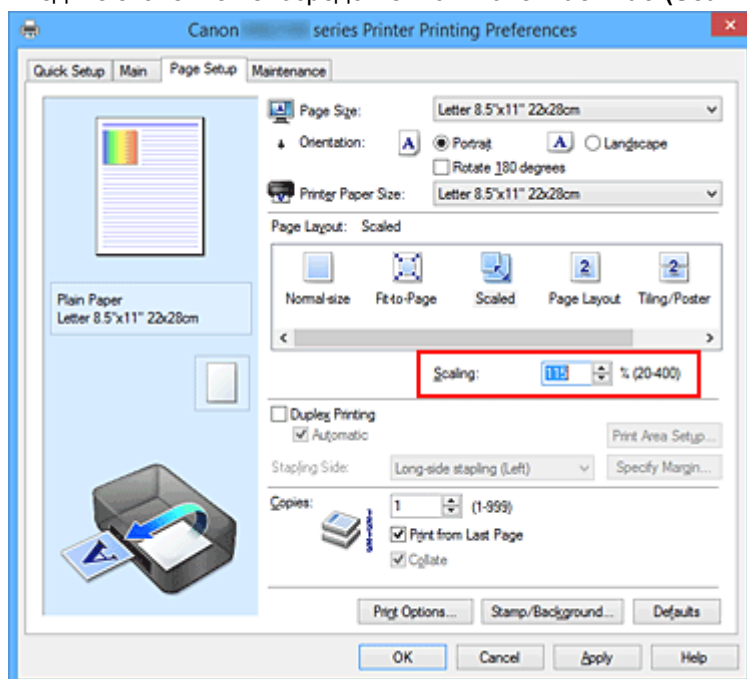 Canon series Printer Printing Preferences
Quick Setup Main Page Setup Maintenance
Page Size: Letter 8.5"x11" 22x28cm
Orientation: A Portrait A Landscape
Rotate 180 degrees
Printer Paper Size: Letter 8.5"x11" 22x28cm
Page Layout: Scaled
2 2
Normal-size Fit-to-Page Scaled Page Layout Tiling/Poster
Plain Paper
Letter 8.5"x11" 22x28cm
Scaling: 115 % (20-400)
Duplex Printing
Automatic Print Area Setup...
Stapling Side: Long-side stapling (Left) Specify Margin...
Copies: 1 (1-999)
Print from Last Page
Collate
A
Print Options... Stamp/Background... Defaults
OK Cancel Apply Help